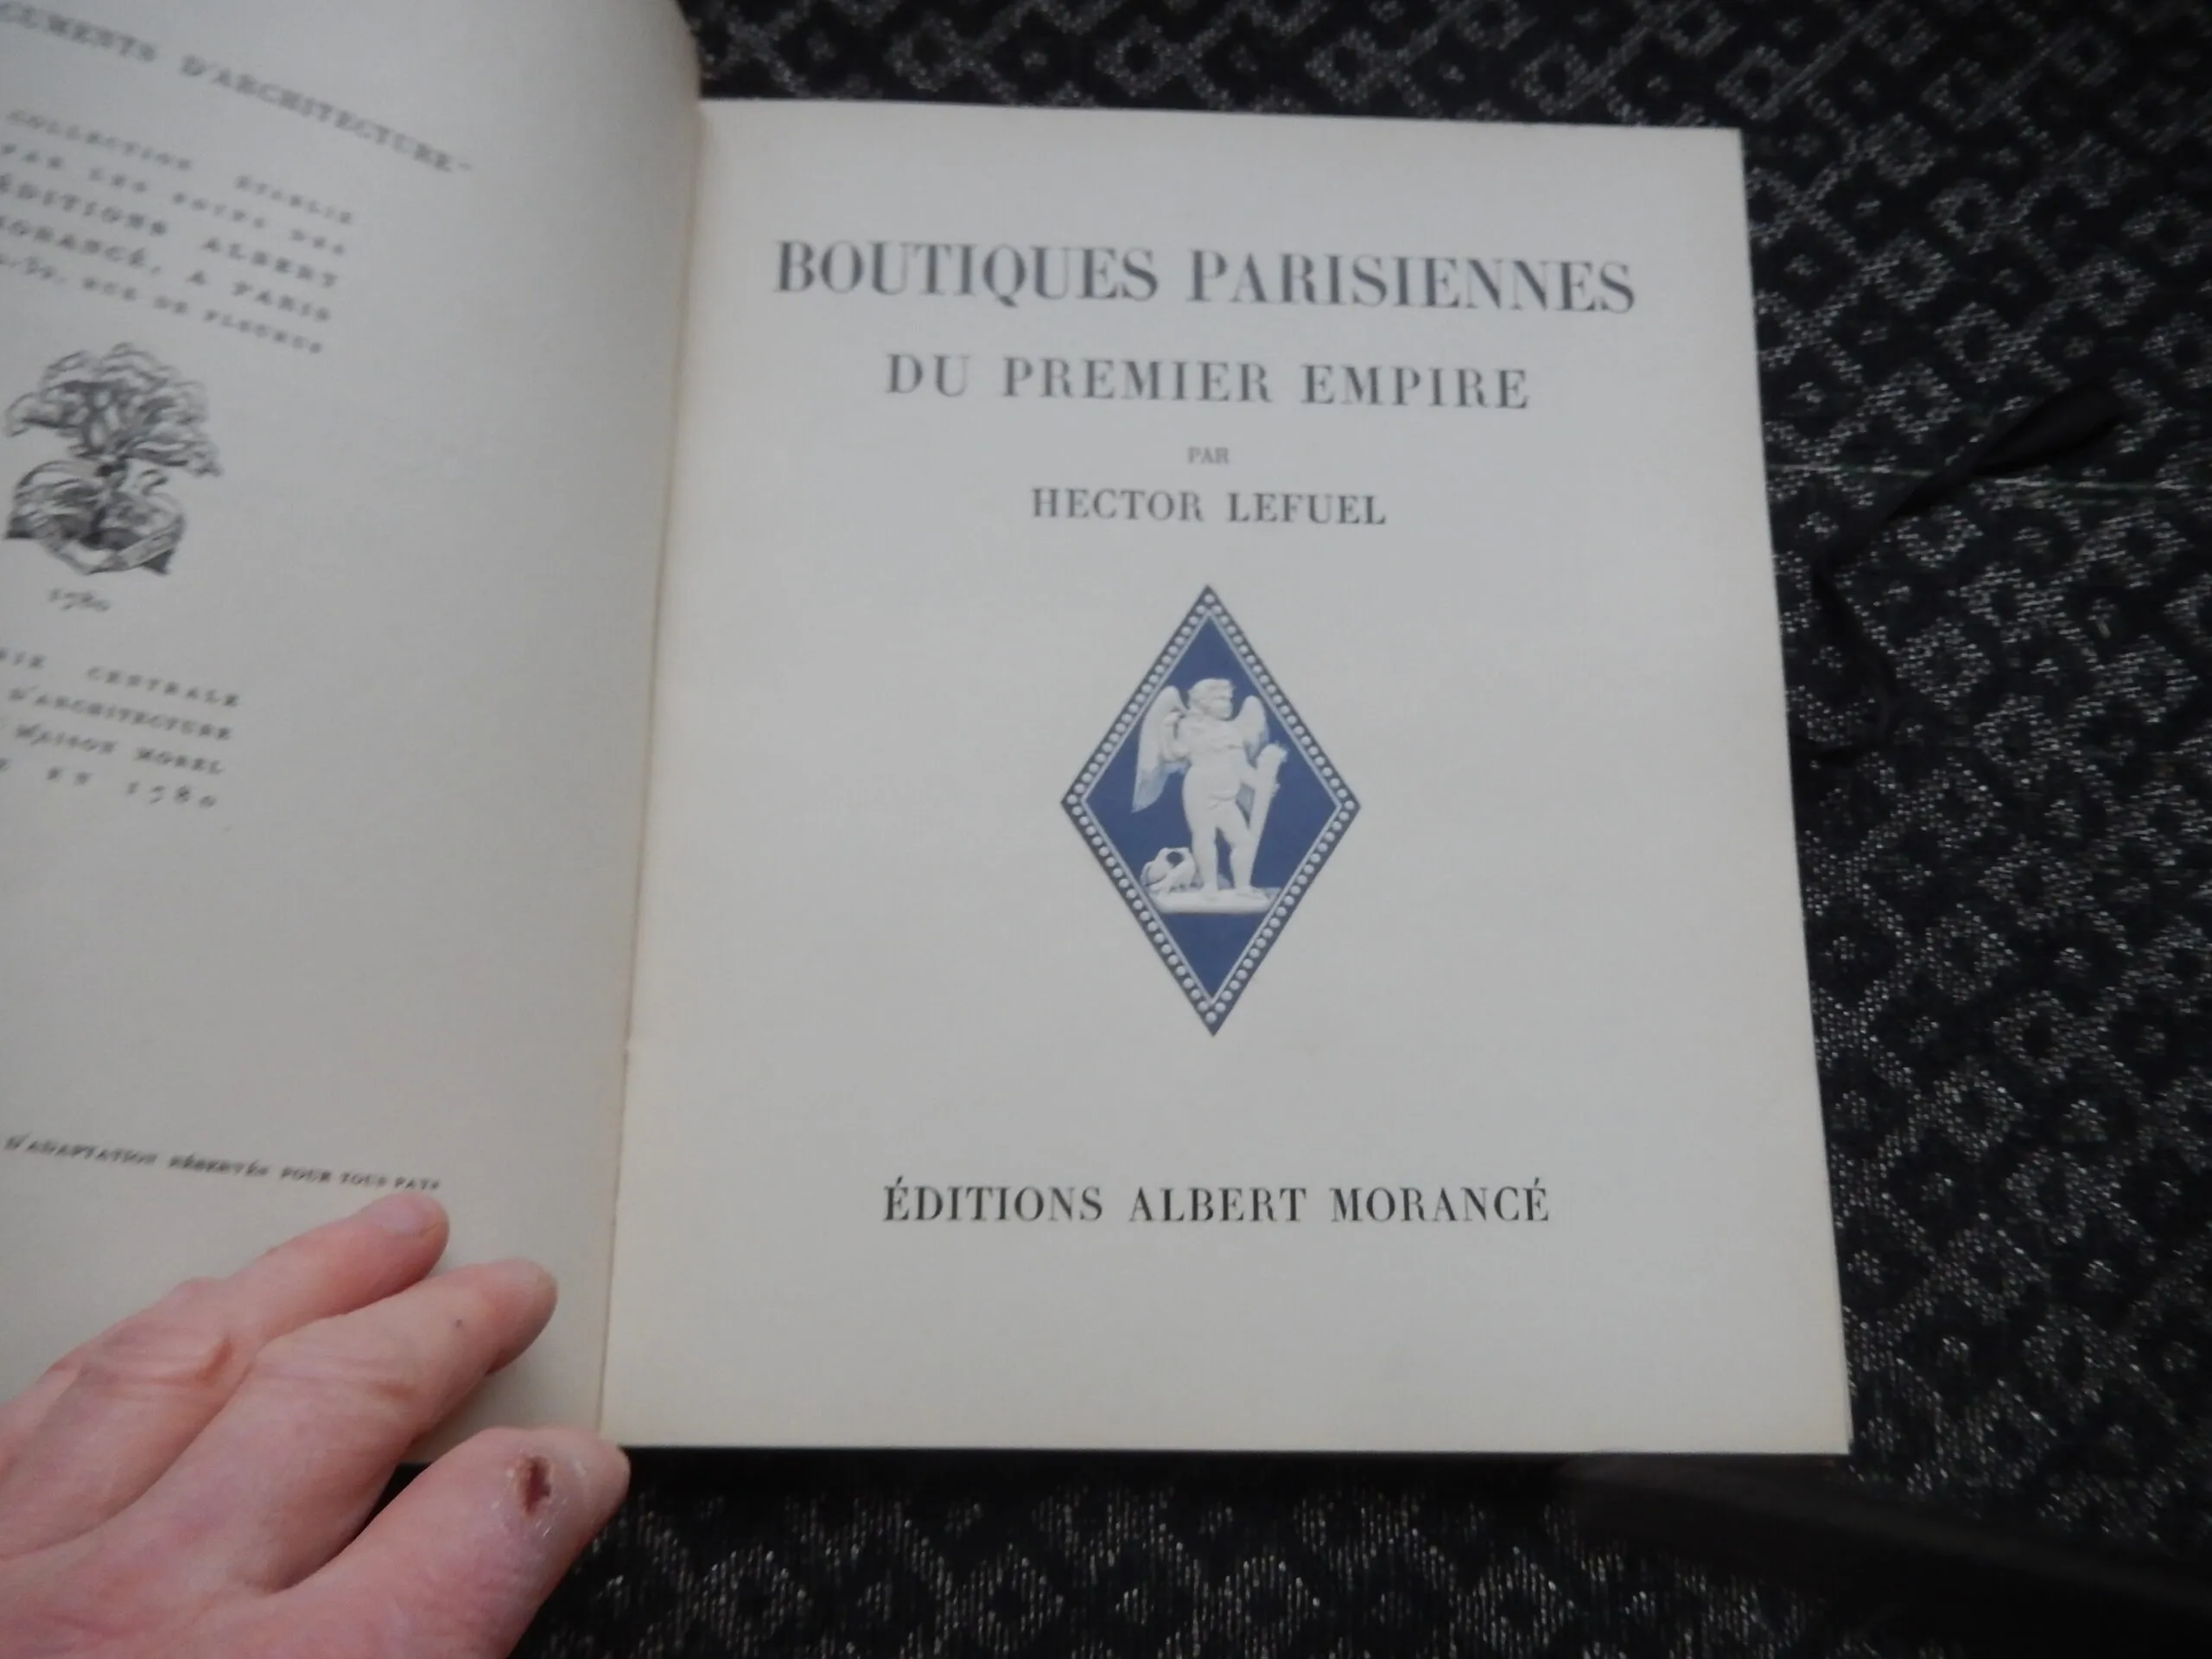 D'ARCHITECTURE"
COLLECTION ÉTABLIE
PAR LES SOINS DES
ÉDITIONS ALBERT
MORANCÉ, A PARIS
RUE DE FLEURUS
1780
CENTRALE
D'ARCHITECTURE
MAISON MOREL
EN 1780
D'ADAPTATION RÉSERVÉS POUR TOUS PAYS
BOUTIQUES PARISIENNES
DU PREMIER EMPIRE
PAR
HECTOR LEFUEL
ÉDITIONS ALBERT MORANCÉ